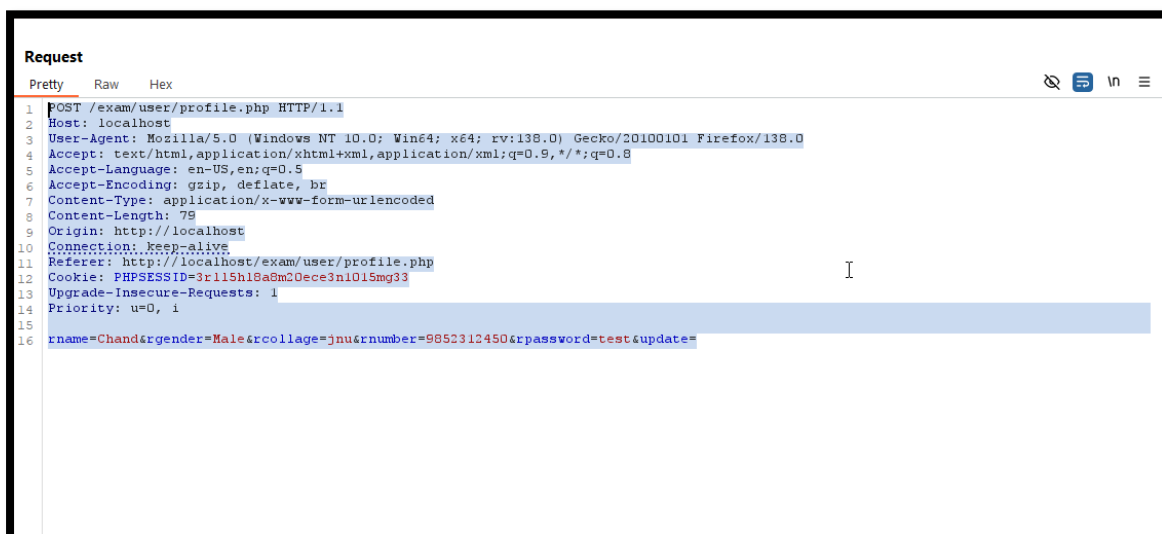 Request
Pretty Raw Hex \n
1 POST /exam/user/profile.php HTTP/1.1
2 Host: localhost
3 User-Agent: Mozilla/5.0 (Windows NT 10.0; Win64; x64; rv:138.0) Gecko/20100101 Firefox/138.0
4 Accept: text/html,application/xhtml+xml,application/xml;q=0.9,*/*;q=0.8
5 Accept-Language: en-US,en;q=0.5
6 Accept-Encoding: gzip, deflate, br
7 Content-Type: application/x-www-form-urlencoded
8 Content-Length: 79
9 Origin: http://localhost
10 Connection: keep-alive
11 Referer: http://localhost/exam/user/profile.php
12 Cookie: PHPSESSID=3rl15hl8a8m20ece3n1015mg33
13 Upgrade-Insecure-Requests: 1
14 Priority: u=0, i
15
16 rname=Chand&rgender=Male&rcollage=jnu&rnumber=9852312450&rpassword=test&update=